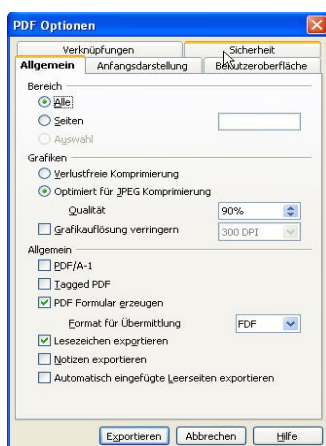 PDF Optionen
Verknüpfungen Sicherheit
Allgemein Anfangsdarstellung Benutzeroberfläche
Bereich
Alle
Seiten
Auswahl
Grafiken
Verlustfreie Komprimierung
Optimiert für JPEG Komprimierung
Qualität 90%
Grafikauflösung verringern 300 DPI
Allgemein
PDF/A-1
Tagged PDF
PDF Formular erzeugen
Format für Übermittlung FDF
Lesezeichen exportieren
Notizen exportieren
Automatisch eingefügte Leerseiten exportieren
Exportieren Abbrechen Hilfe